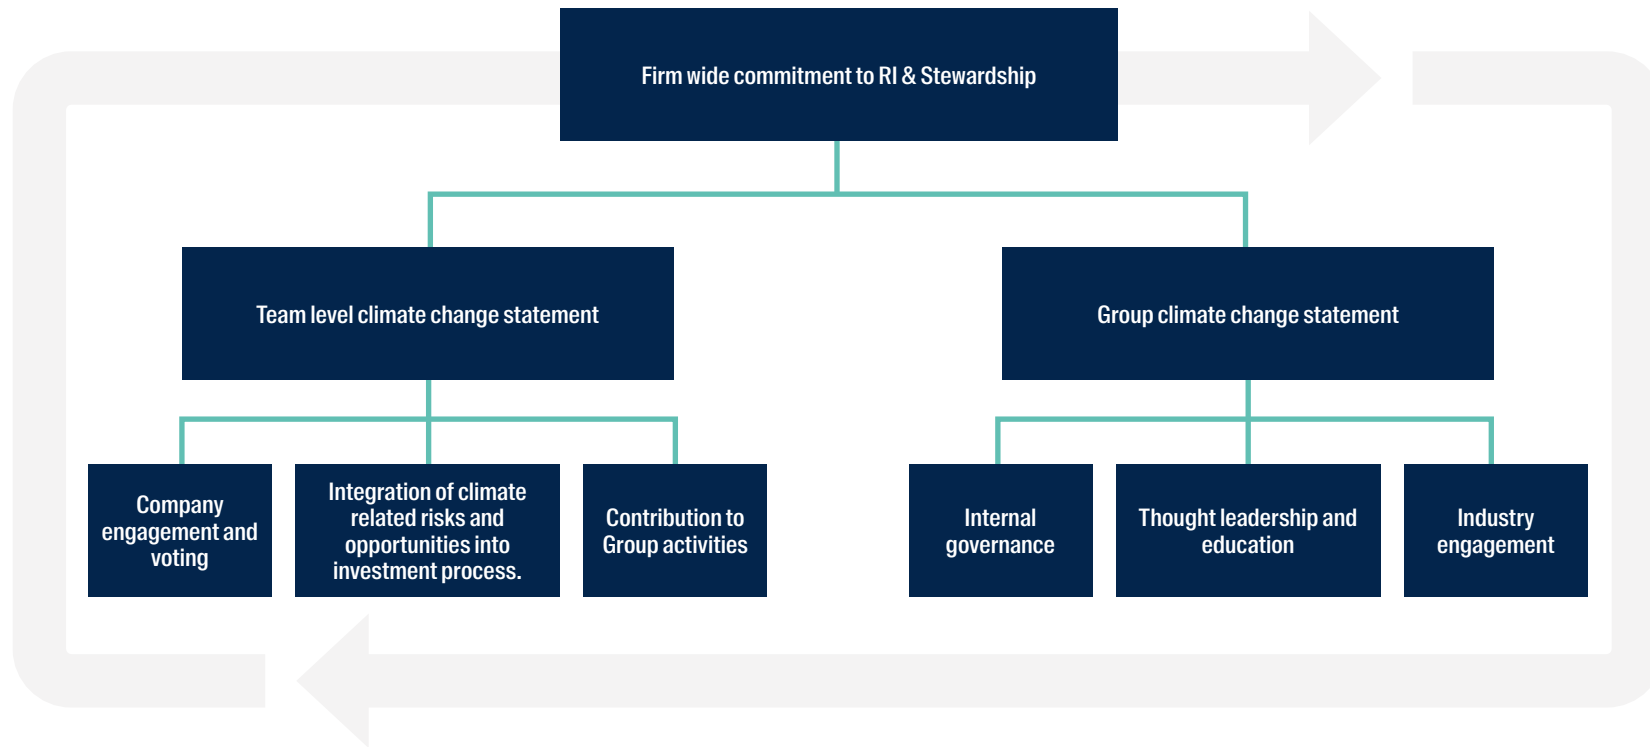 Firm wide commitment to RI & Stewardship
Team level climate change statement
Group climate change statement
Company
engagement and
voting
Integration of climate
related risks and
opportunities into
investment process.
Contribution to
Group activities
Internal
governance
Thought leadership and
education
Industry
engagement